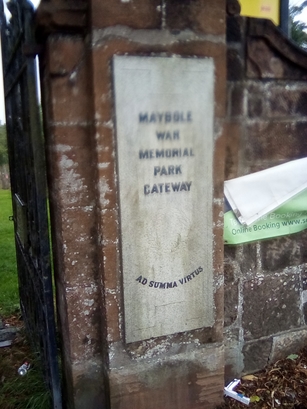 MAYBOLE
WAR
MEMORIAL
PARK
GATEWAY
AD SUMMA VIRTUS
Online Booking www.s